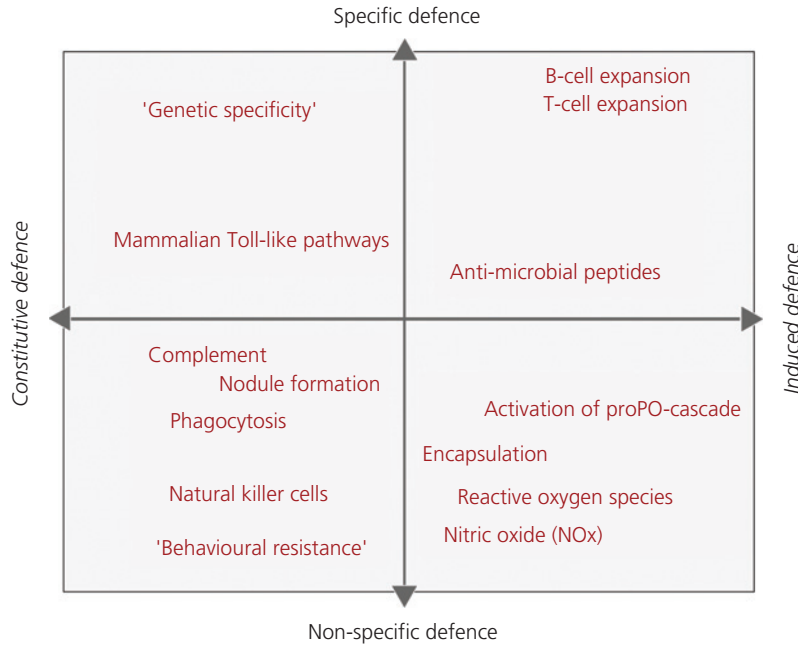 Specific defence
B-cell expansion
T-cell expansion
'Genetic specificity'
Mammalian Toll-like pathways
Anti-microbial peptides
Constitutive defence
Induced defence
Complement
Nodule formation
Phagocytosis
Activation of proPO-cascade
Encapsulation
Natural killer cells
Reactive oxygen species
Nitric oxide (NOx)
'Behavioural resistance'
Non-specific defence